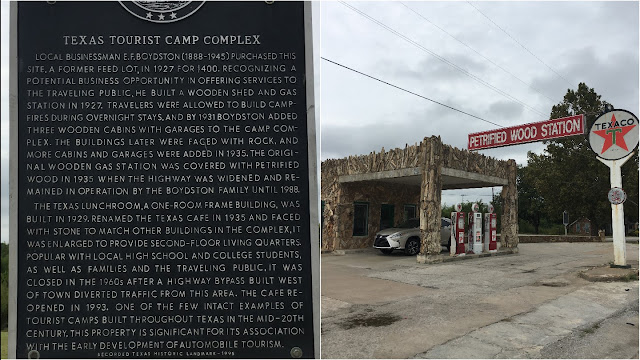 TEXAS TOURIST CAMP COMPLEX
LOCAL BUSINESSMAN E.F.BOYDSTON (1888-1945) PURCHASED THIS
SITE, A FORMER FEED LOT, IN 1927 FOR $400. RECOGNIZING A
POTENTIAL BUSINESS OPPORTUNITY IN OFFERING SERVICES TO
THE TRAVELING PUBLIC, HE BUILT A WOODEN SHED AND GAS
STATION IN 1927. TRAVELERS WERE ALLOWED TO BUILD CAMP-
FIRES DURING OVERNIGHT STAYS, AND BY 1931 BOYDSTON ADDED
THREE WOODEN CABINS WITH GARAGES TO THE CAMP COM-
PLEX. THE BUILDINGS LATER WERE FACED WITH ROCK, AND
MORE CABINS AND GARAGES WERE ADDED IN 1935. THE ORIGI-
NAL WOODEN GAS STATION WAS COVERED WITH PETRIFIED
WOOD IN 1935 WHEN THE HIGHWAY WAS WIDENED AND RE-
MAINED IN OPERATION BY THE BOYDSTON FAMILY UNTIL 1988.
THE TEXAS LUNCHROOM, A ONE-ROOM FRAME BUILDING, WAS
BUILT IN 1929. RENAMED THE TEXAS CAFE IN 1935 AND FACED
WITH STONE TO MATCH OTHER BUILDINGS IN THE COMPLEX, IT
WAS ENLARGED TO PROVIDE SECOND-FLOOR LIVING QUARTERS.
POPULAR WITH LOCAL HIGH SCHOOL AND COLLEGE STUDENTS,
AS WELL AS FAMILIES AND THE TRAVELING PUBLIC, IT WAS
CLOSED IN THE 1960s AFTER A HIGHWAY BYPASS BUILT WEST
OF TOWN DIVERTED TRAFFIC FROM THIS AREA. THE CAFE RE-
OPENED IN 1993. ONE OF THE FEW INTACT EXAMPLES OF
TOURIST CAMPS BUILT THROUGHOUT TEXAS IN THE MID-20TH
CENTURY, THIS PROPERTY IS SIGNIFICANT FOR ITS ASSOCIATION
WITH THE EARLY DEVELOPMENT OF AUTOMOBILE TOURISM.
RECORDED TEXAS HISTORIC LANDMARK-1996
PETRIFIED WOOD STATION
TEXACO
T